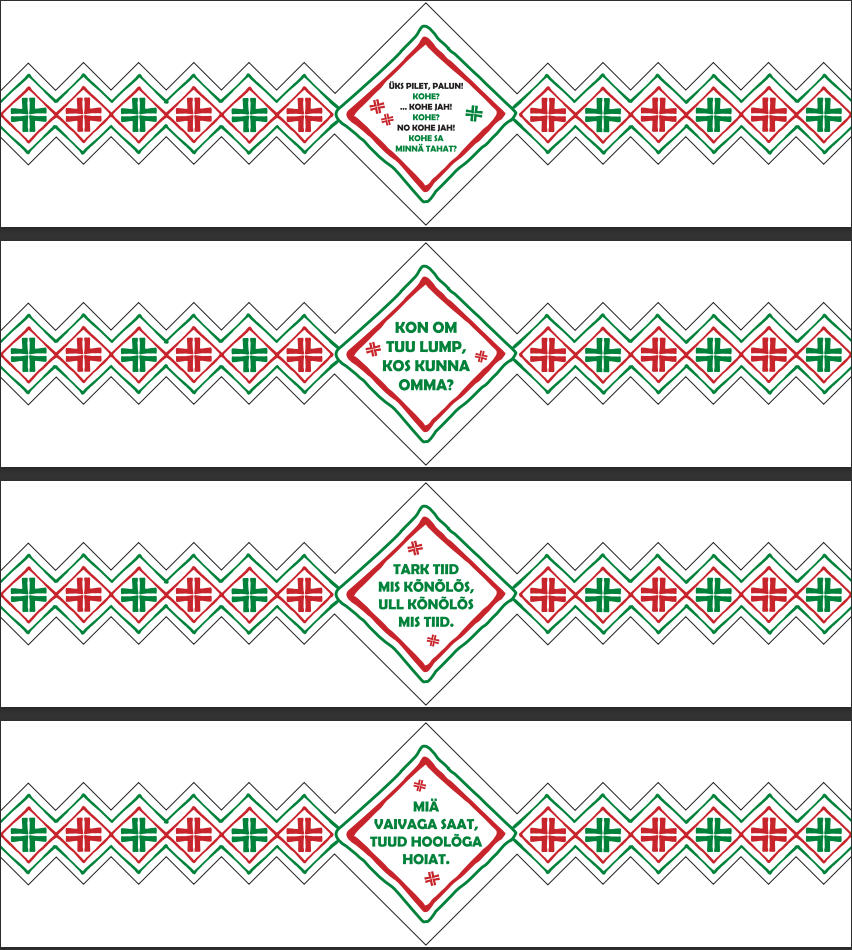 ÜKS PILET, PALUN!
KOHE?
... KOHE JAH!
KOHE?
NO KOHE JAH!
KOHE SA
MINNÄ TAHAT?
KON OM
TUU LUMP,
KOS KUNNA
OMMA?
TARK TIID
MIS KÕNÕLÕS,
ULL KÕNÕLÕS
MIS TIID.
MIÄ
VAIVAGA SAAT,
TUUD HOOLÕGA
HOIAT.